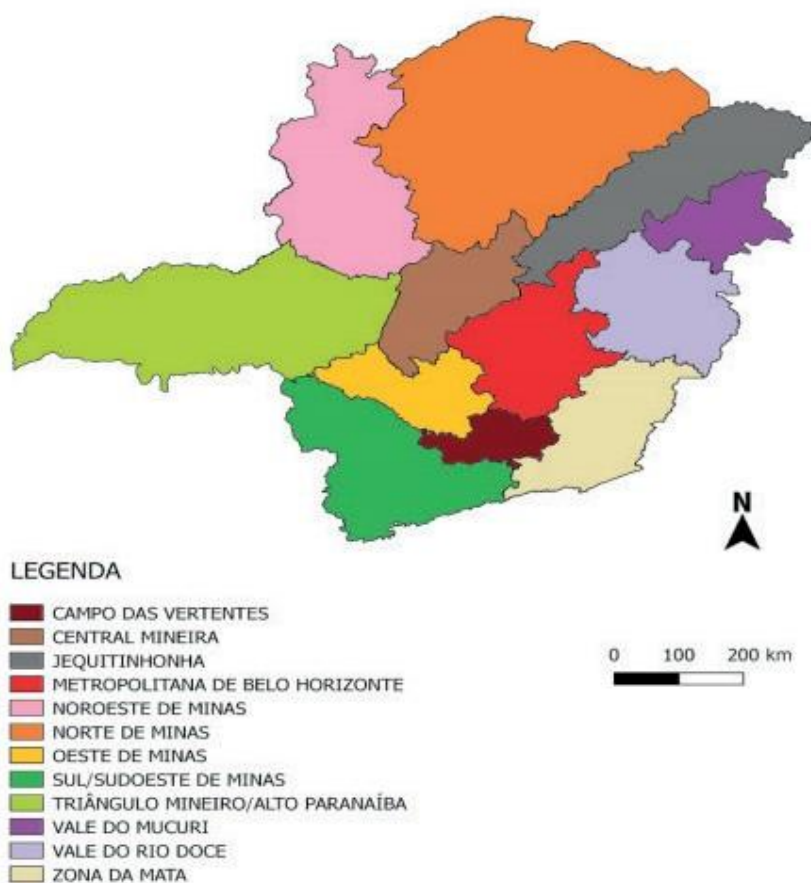 N
LEGENDA
CAMPO DAS VERTENTES
CENTRAL MINEIRA
JEQUITINHONHA
METROPOLITANA DE BELO HORIZONTE
NOROESTE DE MINAS
NORTE DE MINAS
OESTE DE MINAS
SUL/SUDOESTE DE MINAS
TRIÂNGULO MINEIRO/ALTO PARANAÍBA
VALE DO MUCURI
VALE DO RIO DOCE
ZONA DA MATA
0 100 200 km